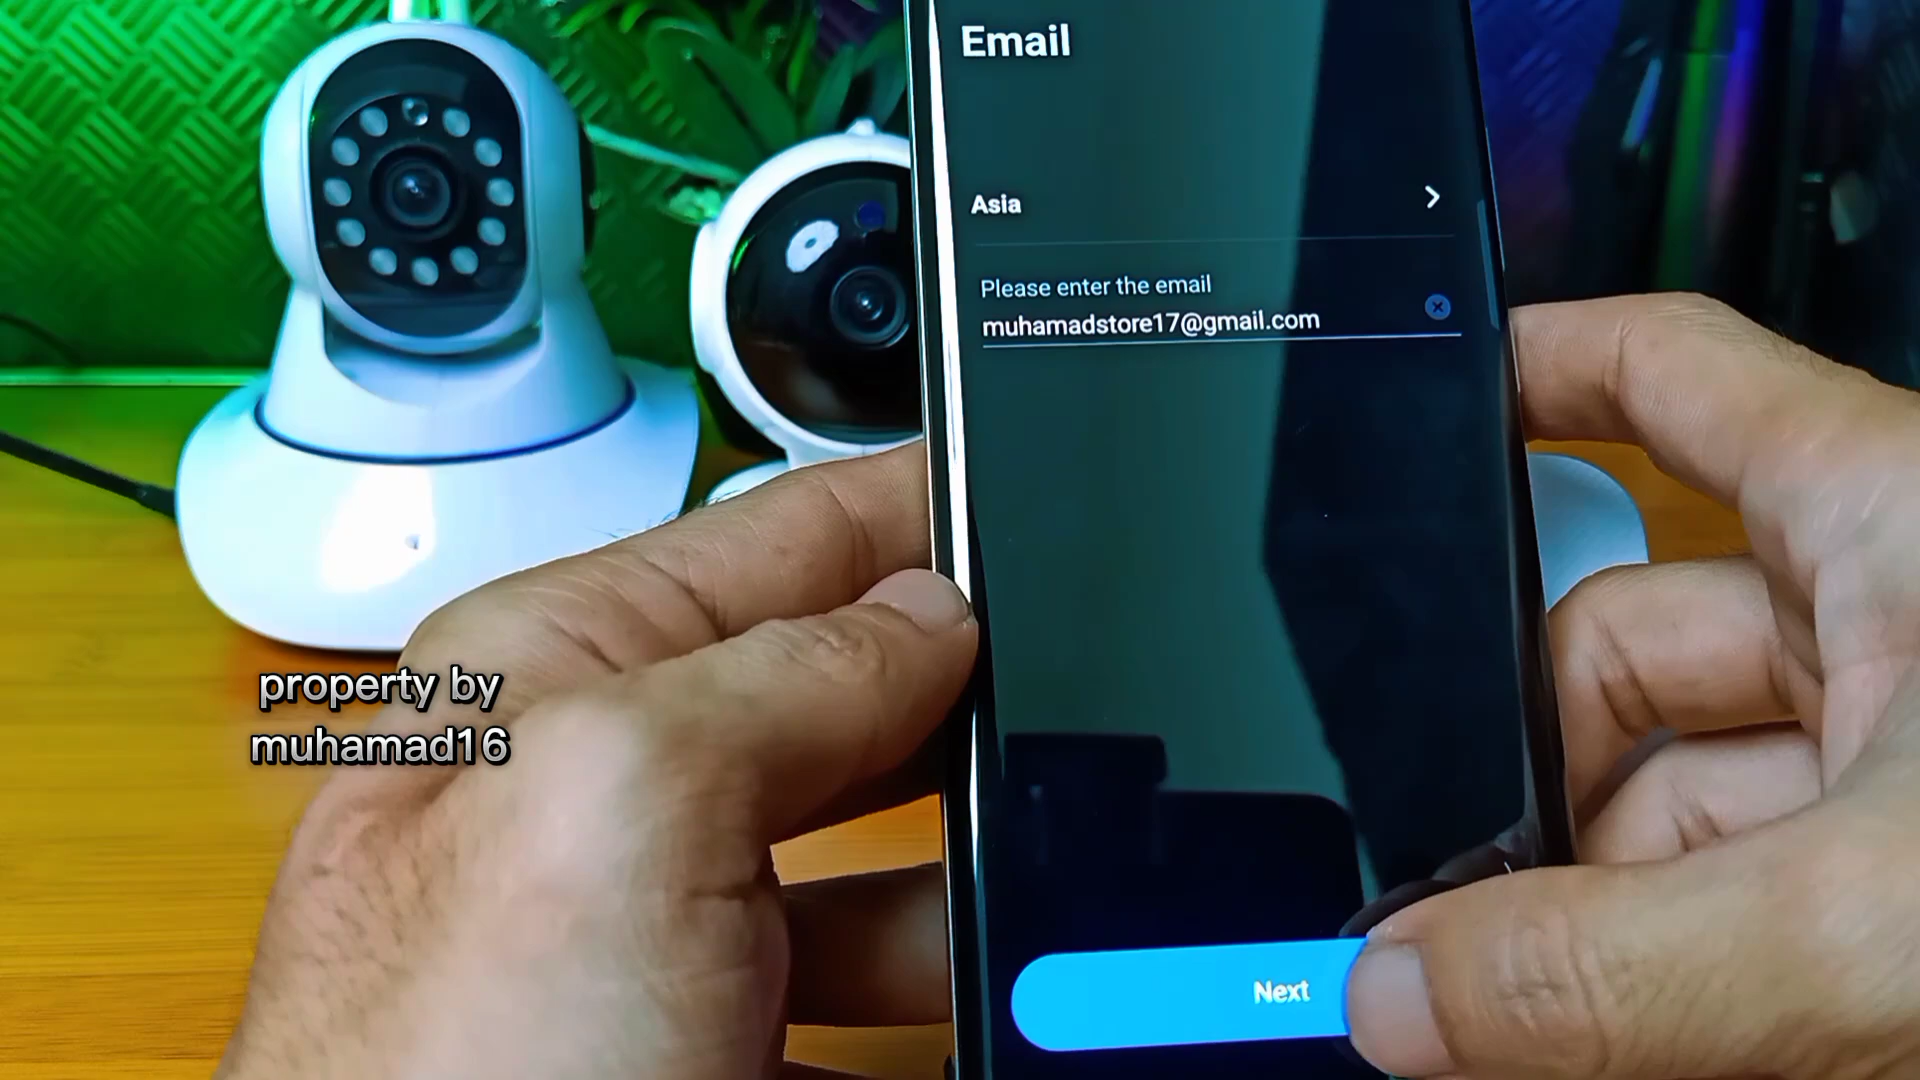 Email
Asia
Please enter the email
muhamadstore17@gmail.com
property by
muhamad16
Next